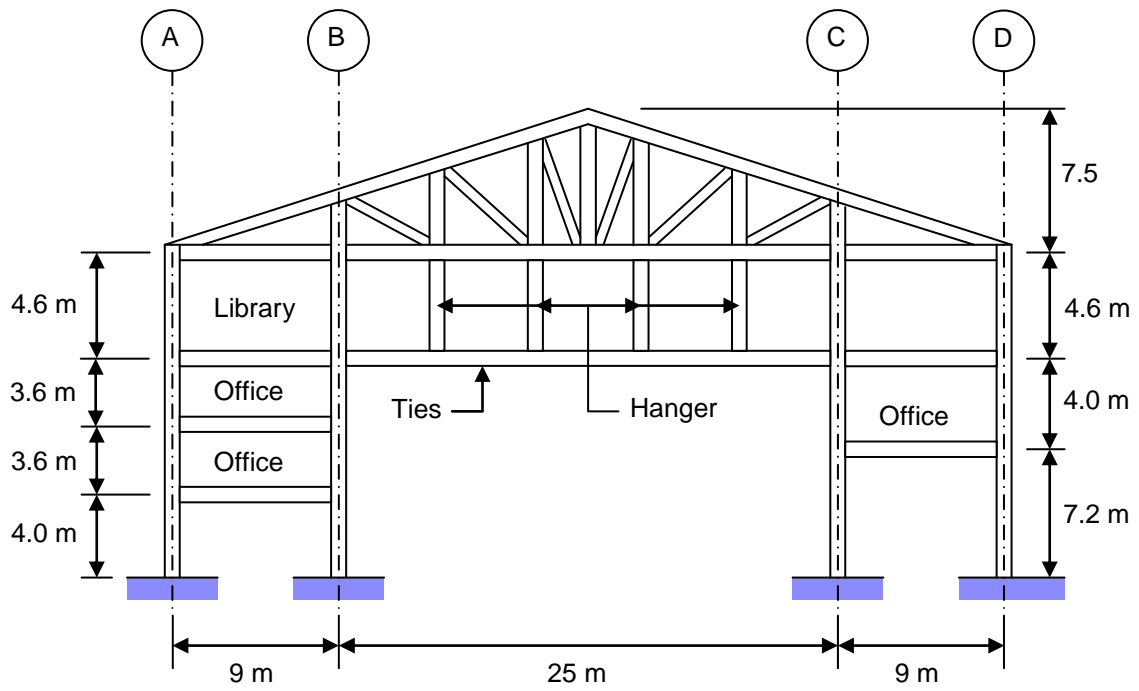 A
B
C
D
7.5
4.6 m
Library
4.6 m
3.6 m
Office
Ties
Hanger
Office
4.0 m
3.6 m
Office
4.0 m
7.2 m
9 m
25 m
9 m